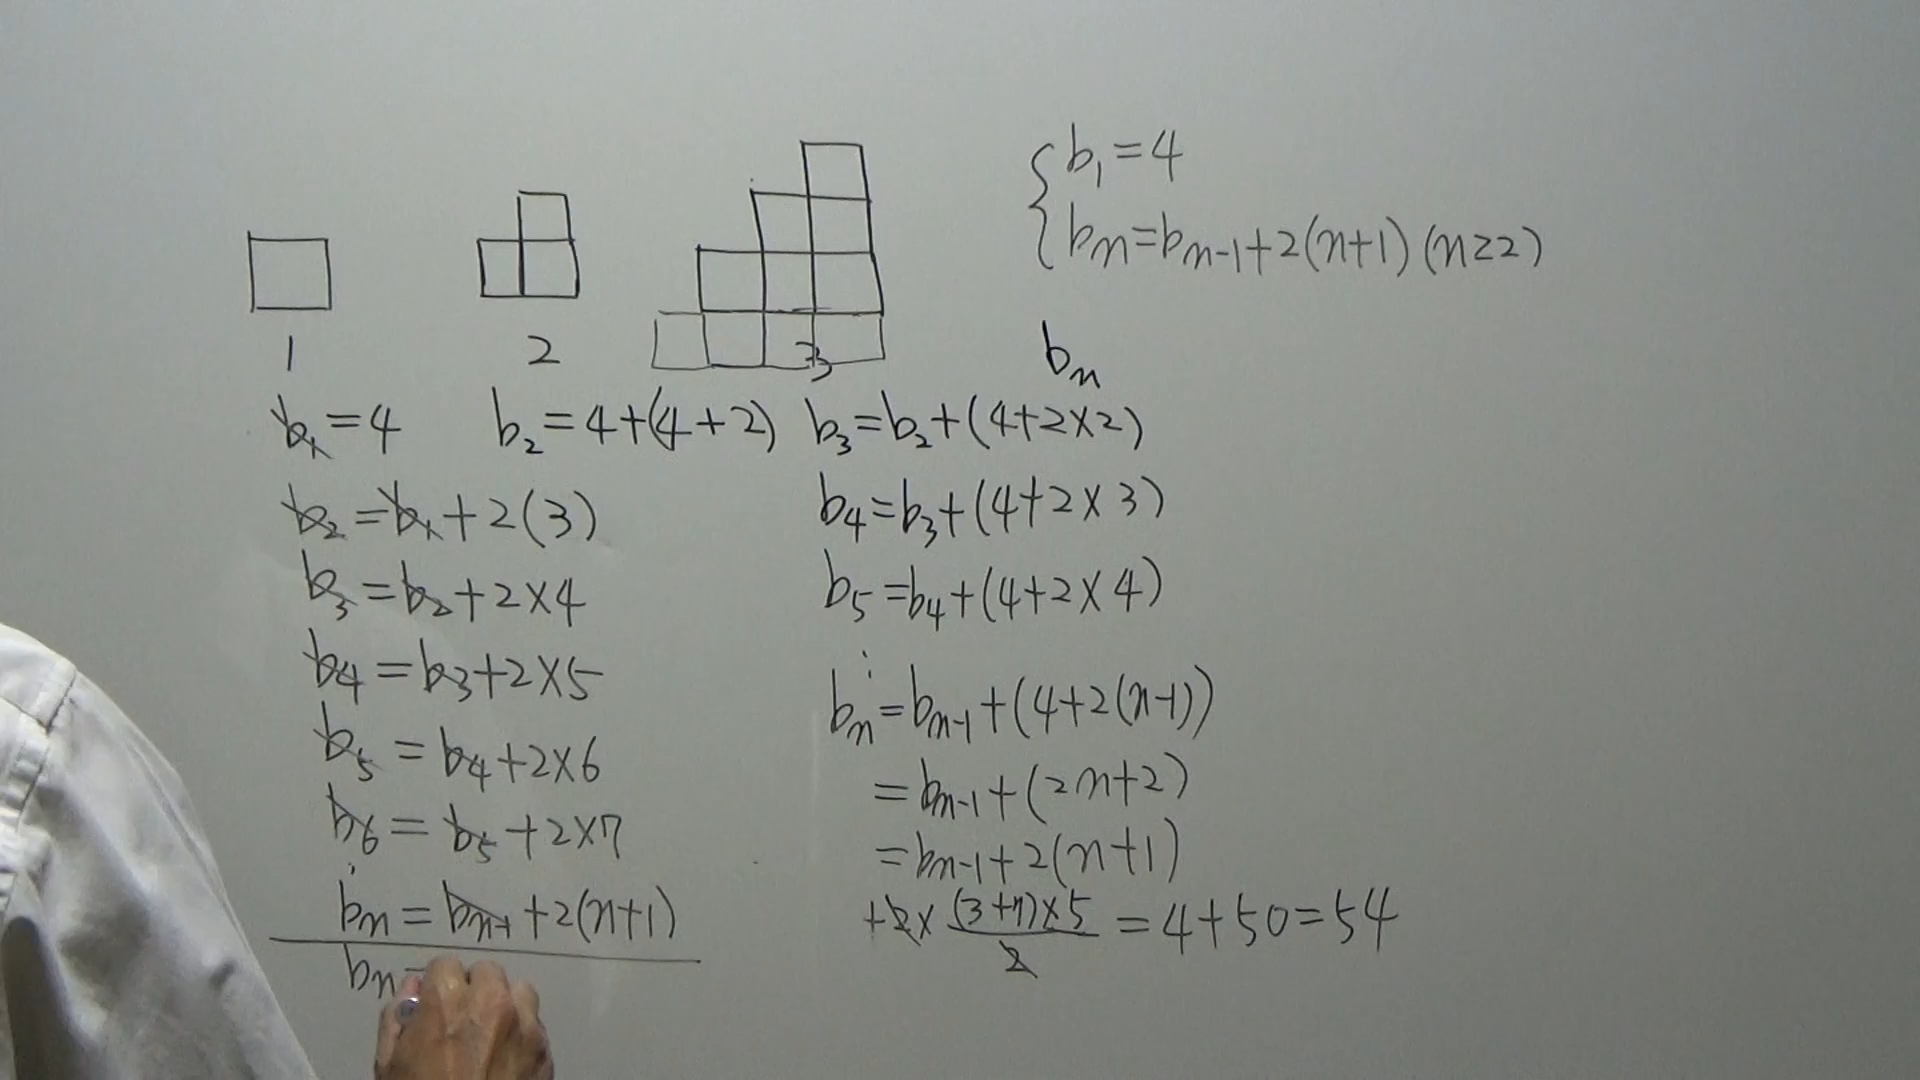 1
2
3
{b₁=4
bₙ=bₙ₋₁+2(n+1) (n≥2)
bₙ
b₁=4
b₂=4+(4+2)
b₃=b₂+(4+2×2)
b₂=b₁+2(3)
b₃=b₂+2×4
b₄=b₃+2×5
b₅=b₄+2×6
b₆=b₅+2×7
bₙ=bₙ₋₁+2(n+1)
bₙ=
b₄=b₃+(4+2×3)
b₅=b₄+(4+2×4)
bₙ=bₙ₋₁+(4+2(n-1))
=bₙ₋₁+(2n+2)
=bₙ₋₁+2(n+1)
+2×(3+7)×5/2=4+50=54